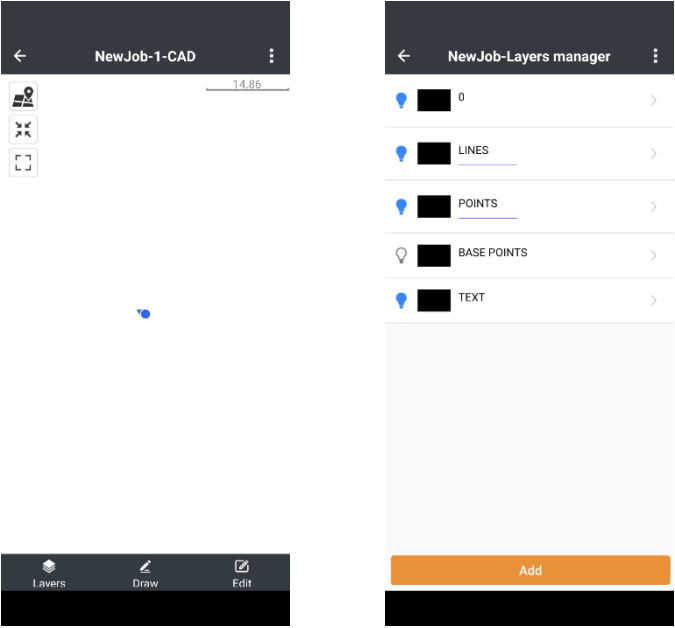 NewJob-1-CAD
14.86
Layers
Draw
Edit
NewJob-Layers manager
0
LINES
POINTS
BASE POINTS
TEXT
Add